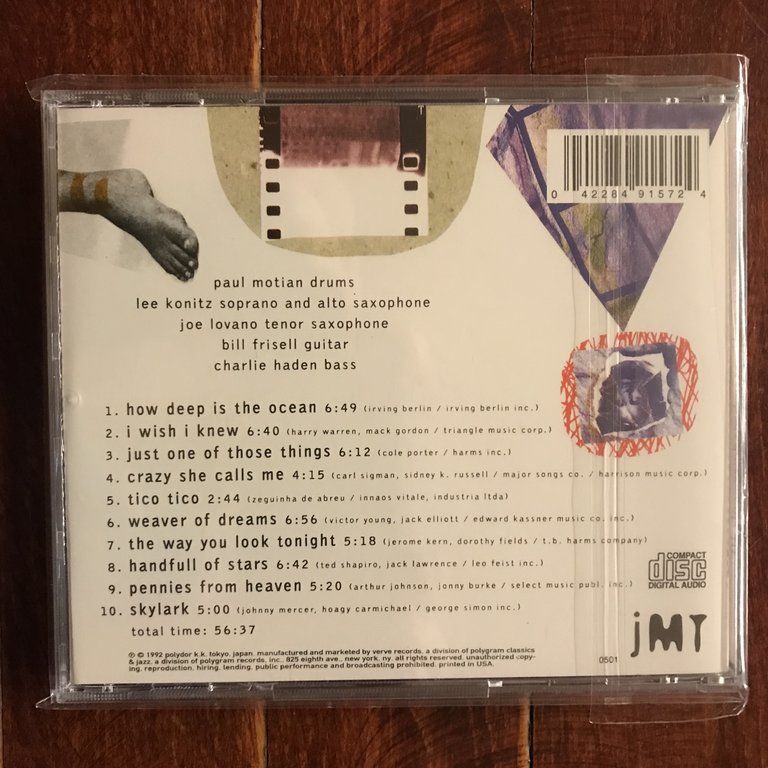 0 42284 91572 4
paul motian drums
lee konitz soprano and alto saxophone
joe lovano tenor saxophone
bill frisell guitar
charlie haden bass
1. how deep is the ocean 6:49 (irving berlin / irving berlin inc.)
2. i wish i knew 6:40 (harry warren, mack gordon / triangle music corp.)
3. just one of those things 6:12 (cole porter / harms inc.)
4. crazy she calls me 4:15 (carl sigman, sidney k. russell / major songs co. / harrison music corp.)
5. tico tico 2:44 (zeguinha de abreu / innaos vitale, industria ltda)
6. weaver of dreams 6:56 (victor young, jack elliott / edward kassner music co. inc.)
7. the way you look tonight 5:18 (jerome kern, dorothy fields / t.b. harms company)
8. handfull of stars 6:42 (ted shapiro, jack lawrence / leo feist inc.)
9. pennies from heaven 5:20 (arthur johnson, jonny burke / select music publ. inc.)
10. skylark 5:00 (johnny mercer, hoagy carmichael / george simon inc.)
total time: 56:37
COMPACT
disc
DIGITAL AUDIO
℗ © 1992 polydor k.k. tokyo, japan. manufactured and marketed by verve records, a division of polygram classics
& jazz, a division of polygram records, inc., 825 eighth ave., new york, ny. all rights reserved. unauthorized copy-
ing, reproduction, hiring, lending, public performance and broadcasting prohibited. printed in USA.
0501
jMT